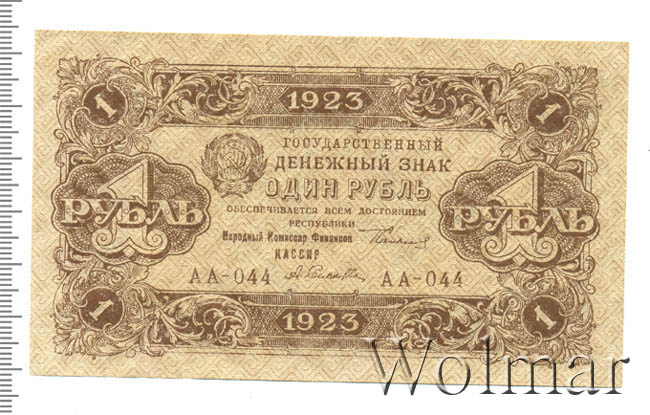 1 1923 1
ГОСУДАРСТВЕННЫЙ
ДЕНЕЖНЫЙ ЗНАК
ОДИН РУБЛЬ
ОБЕСПЕЧИВАЕТСЯ ВСЕМ ДОСТОЯНИЕМ
РЕСПУБЛИКИ
1 РУБЛЬ
1 РУБЛЬ
Народный Комиссар Финансов
КАССИР
АА-044 АА-044
1 1923 1
Wolmar